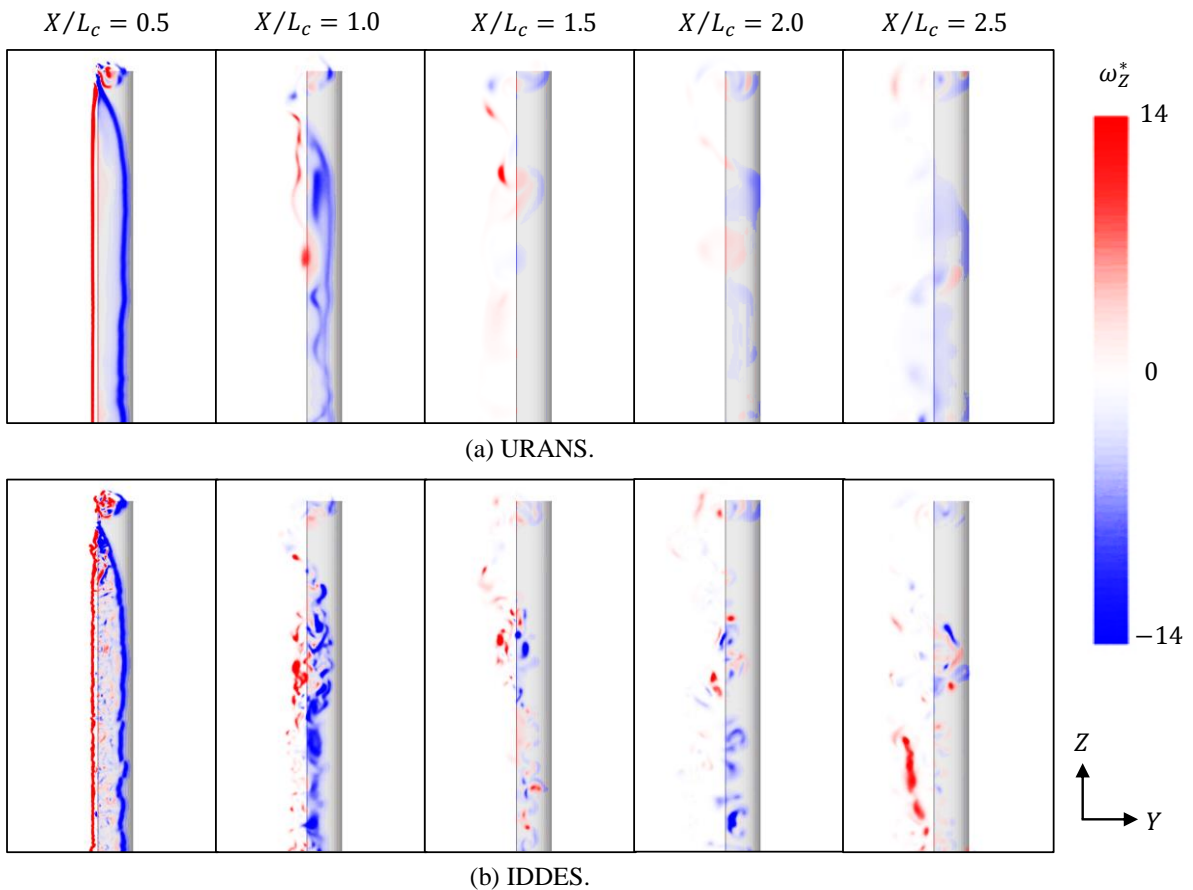 X/L_c = 0.5 X/L_c = 1.0 X/L_c = 1.5 X/L_c = 2.0 X/L_c = 2.5
ω*_Z
14
0
−14
(a) URANS.
Z
Y
(b) IDDES.